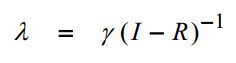 λ = γ (I − R)⁻¹